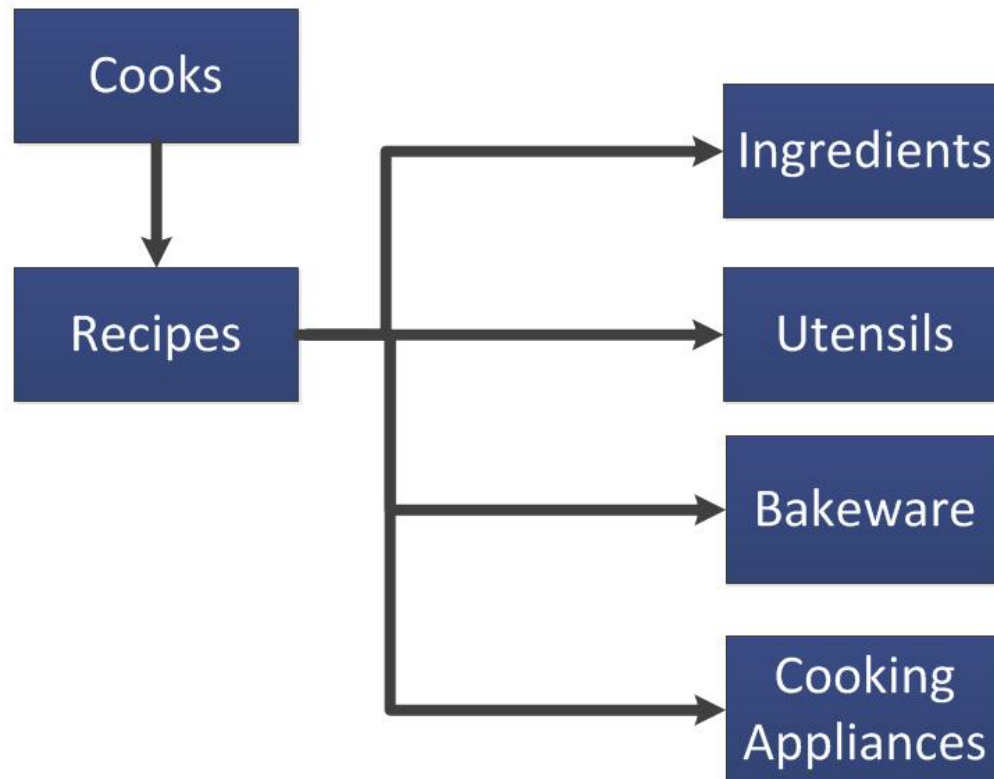 Cooks
Ingredients
Recipes
Utensils
Bakeware
Cooking
Appliances